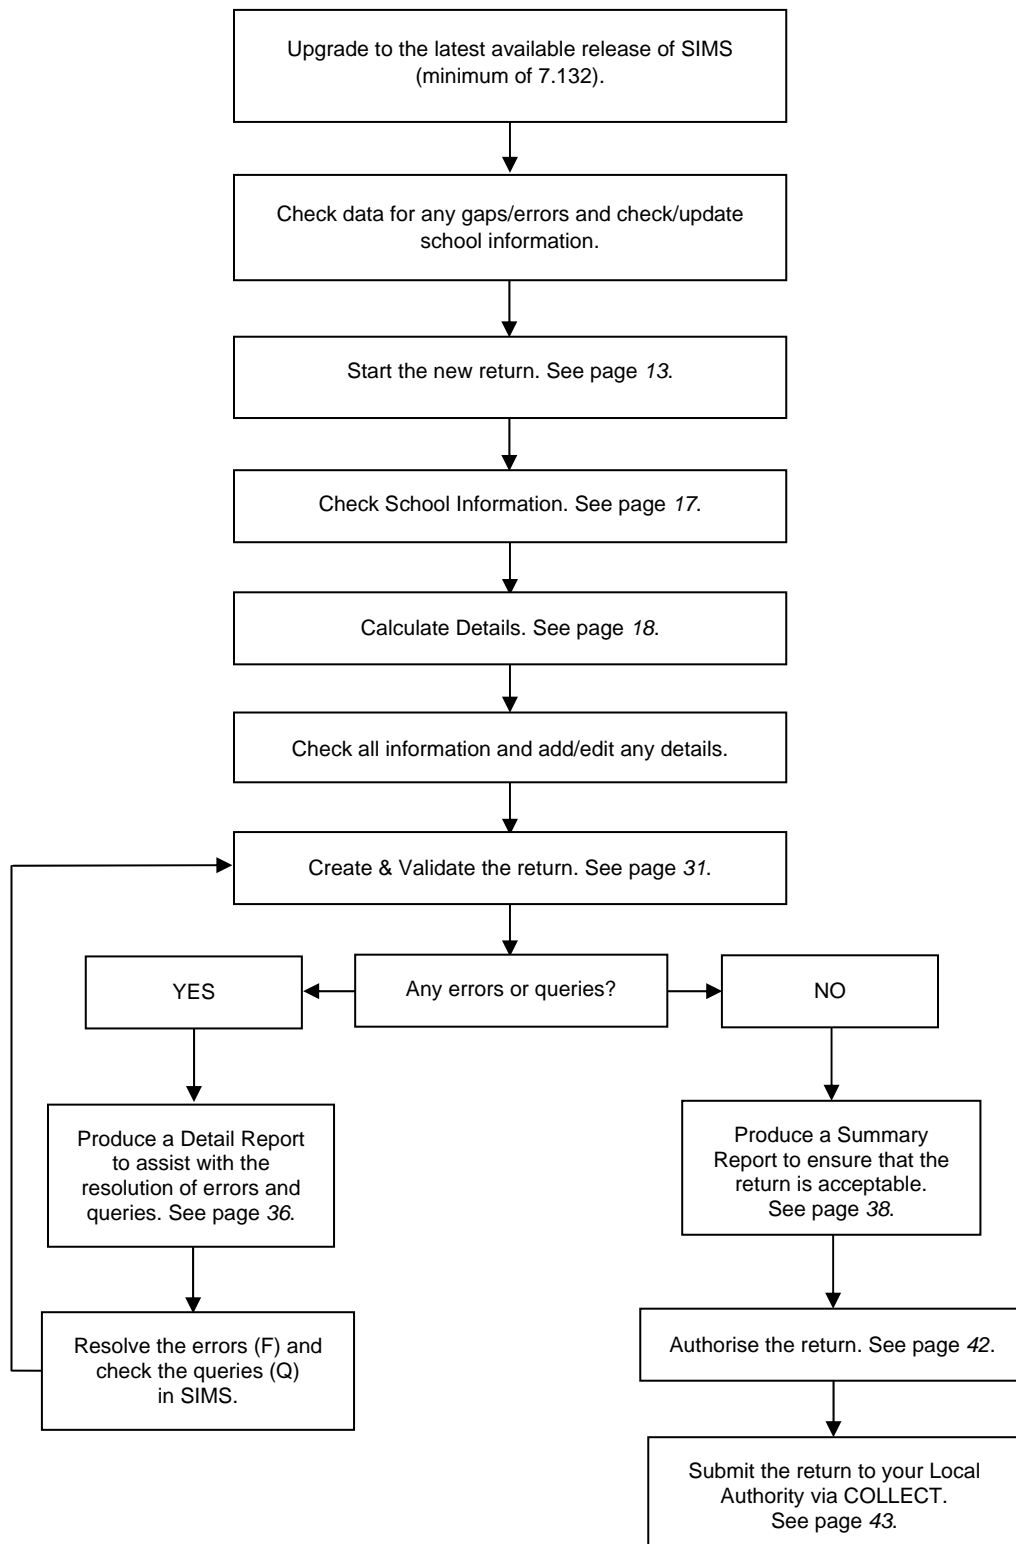 Upgrade to the latest available release of SIMS
(minimum of 7.132).
Check data for any gaps/errors and check/update
school information.
Start the new return. See page 13.
Check School Information. See page 17.
Calculate Details. See page 18.
Check all information and add/edit any details.
Create & Validate the return. See page 31.
YES
Any errors or queries?
NO
Produce a Detail Report
to assist with the
resolution of errors and
queries. See page 36.
Resolve the errors (F) and
check the queries (Q)
in SIMS.
Produce a Summary
Report to ensure that the
return is acceptable.
See page 38.
Authorise the return. See page 42.
Submit the return to your Local
Authority via COLLECT.
See page 43.